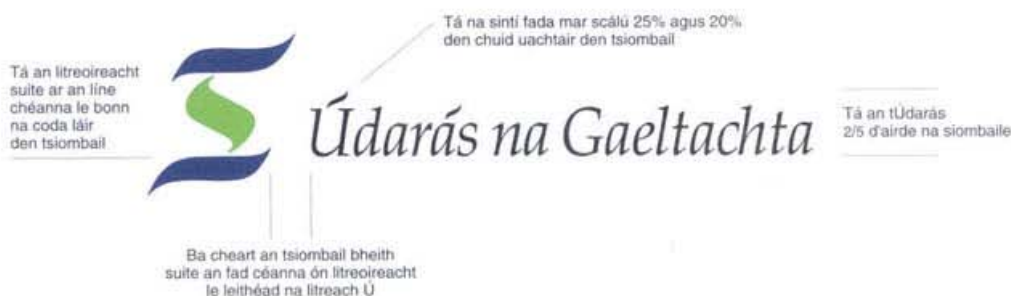 Tá na sintí fada mar scálú 25% agus 20%
den chuid uachtair den tsiombail
Tá an litreoireacht
suite ar an líne
chéanna le bonn
na coda láir
den tsiombail
Údarás na Gaeltachta
Tá an tÚdarás
2/5 d'airde na siombaile
Ba cheart an tsiombail bheith
suite an fad céanna ón litreoireacht
le leithéad na litreach Ú